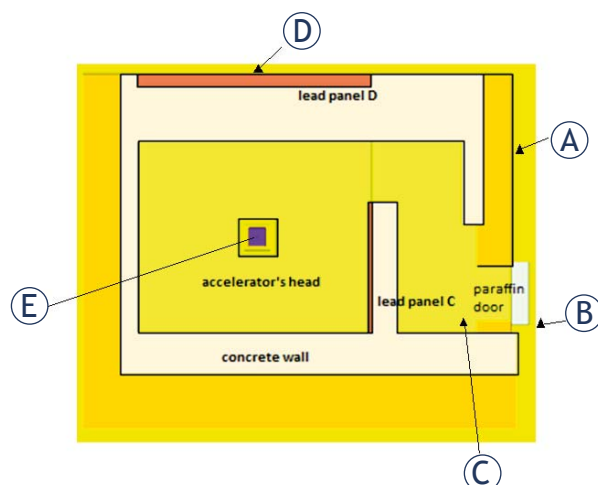 D
lead panel D
A
accelerator's head
E
lead panel C
paraffin
door
B
concrete wall
C